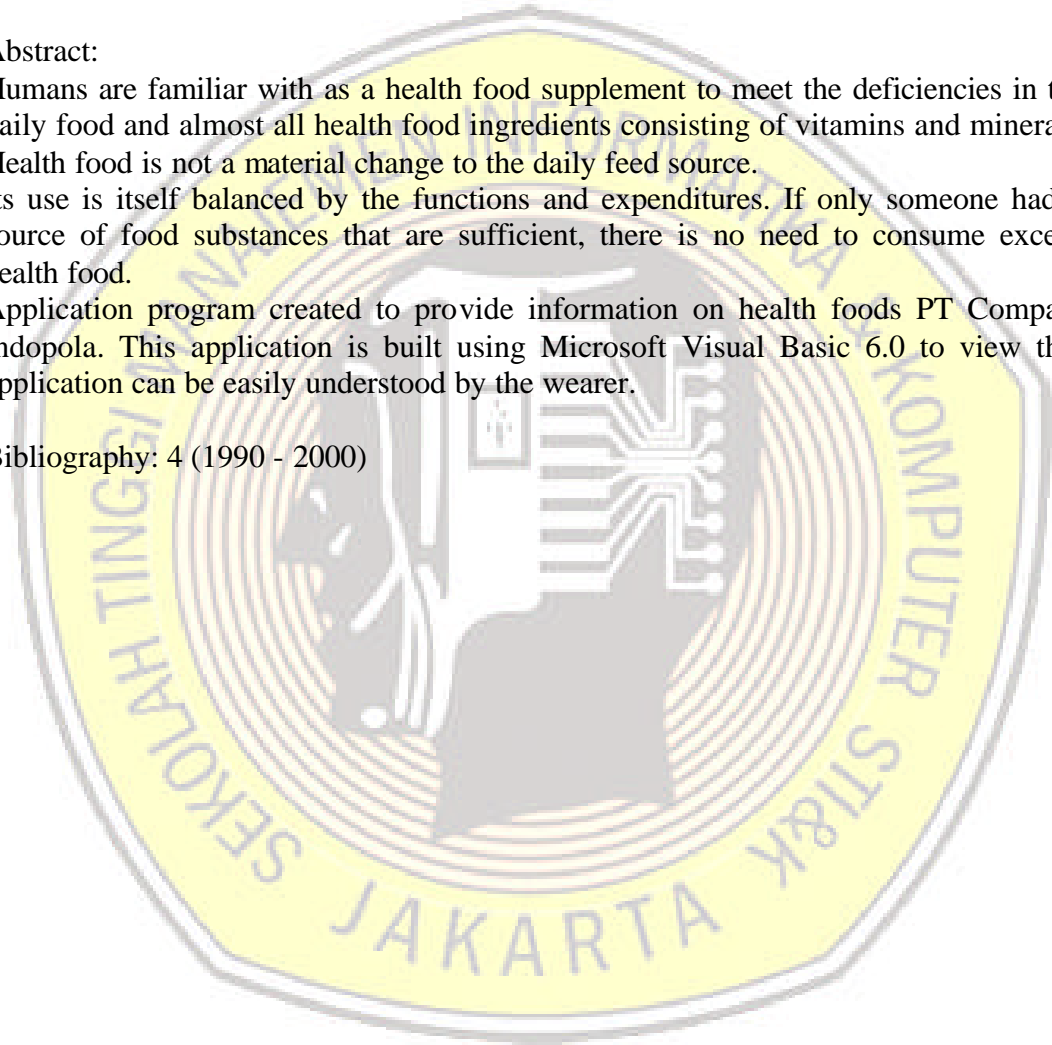 Abstract:
Humans are familiar with as a health food supplement to meet the deficiencies in t
daily food and almost all health food ingredients consisting of vitamins and minera
Health food is not a material change to the daily feed source.
ts use is itself balanced by the functions and expenditures. If only someone had
source of food substances that are sufficient, there is no need to consume exce
health food.
Application program created to provide information on health foods PT Compa
ndopola. This application is built using Microsoft Visual Basic 6.0 to view th
application can be easily understood by the wearer.
Bibliography: 4 (1990 - 2000)
SEKOLAH TINGGI MANAJEMEN INFORMATIKA & KOMPUTER STI&K
JAKARTA